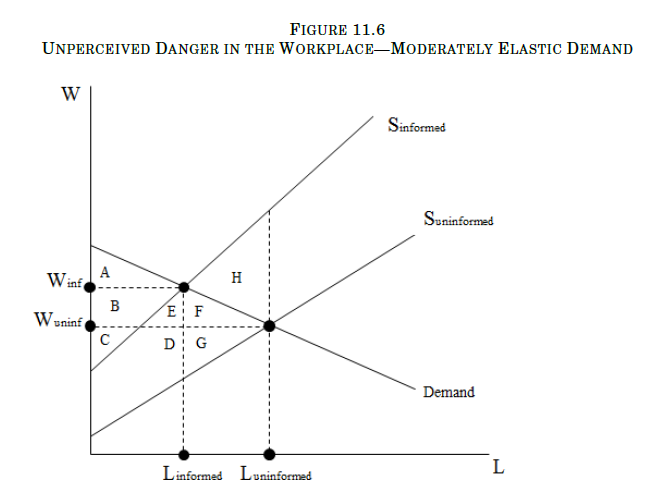 FIGURE 11.6
UNPERCEIVED DANGER IN THE WORKPLACE—MODERATELY ELASTIC DEMAND
W
Sinformed
Suninformed
Winf
A
H
B
E F
Wuninf
C
D G
Demand
Linformed Luninformed
L